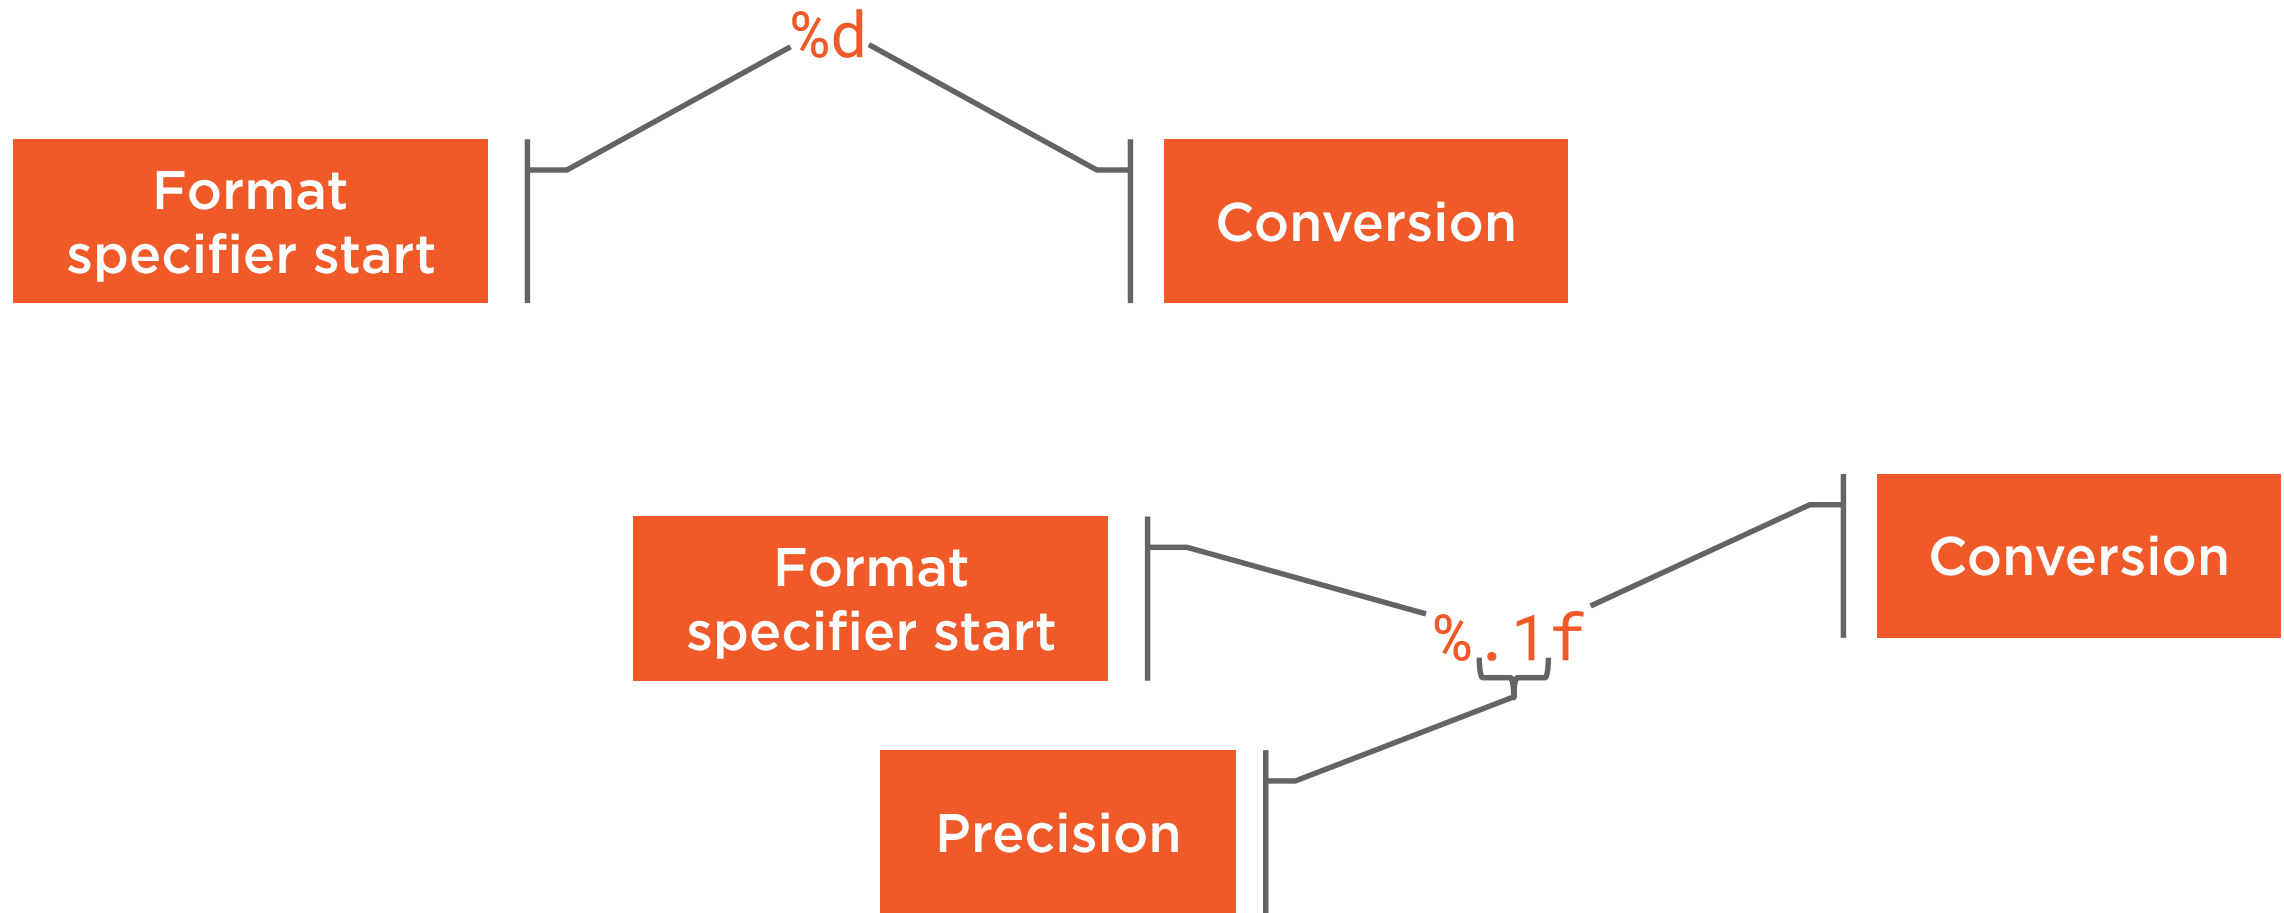 %d
Format
specifier start
Conversion
Conversion
Format
specifier start
%.1f
Precision